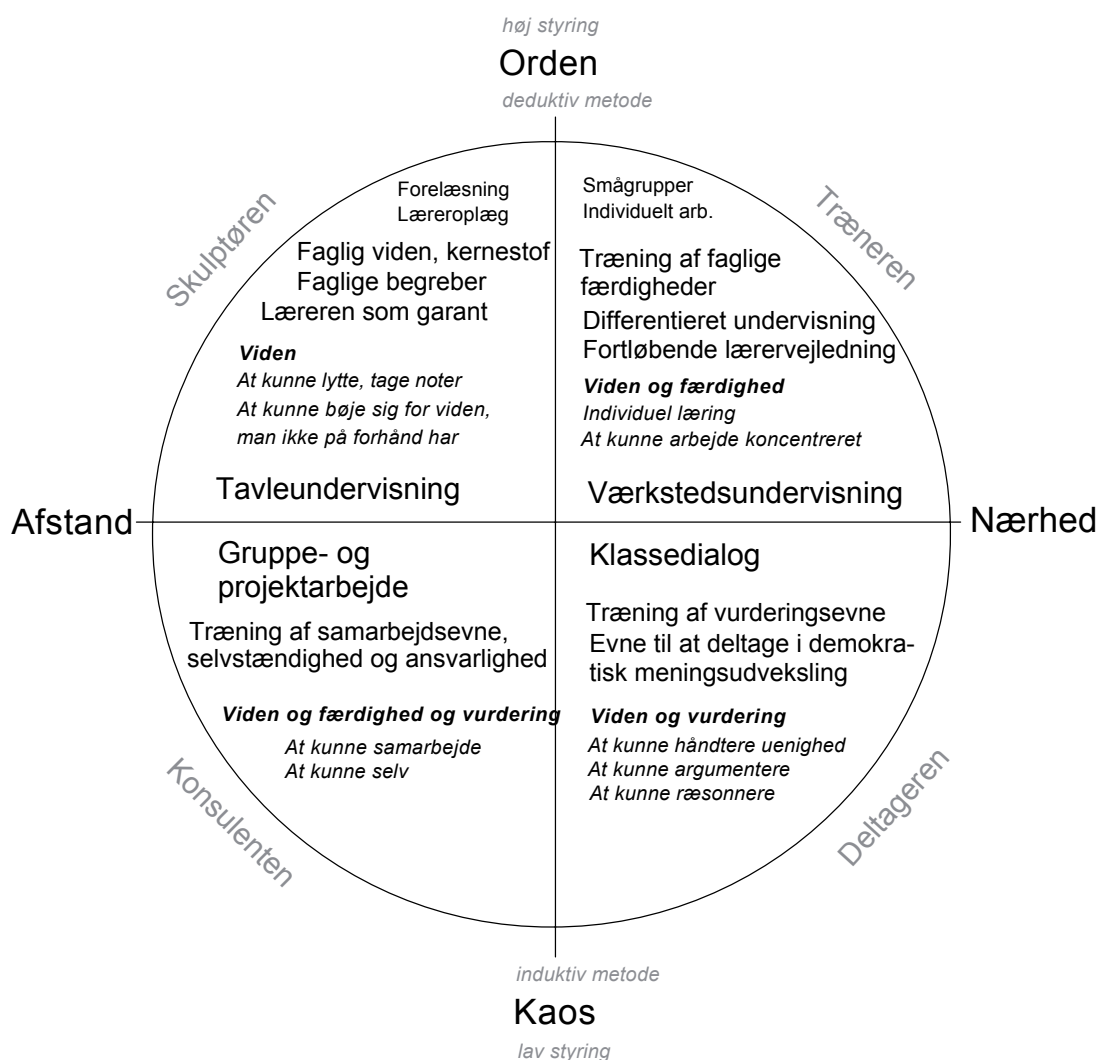 høj styring
Orden
deduktiv metode
Skulptøren
Forelæsning
Læreroplæg
Faglig viden, kernestof
Faglige begreber
Læreren som garant
Viden
At kunne lytte, tage noter
At kunne bøje sig for viden,
man ikke på forhånd har
Tavleundervisning
Træneren
Smågrupper
Individuelt arb.
Træning af faglige
færdigheder
Differentieret undervisning
Fortløbende lærervejledning
Viden og færdighed
Individuel læring
At kunne arbejde koncentreret
Værkstedsundervisning
Afstand
Nærhed
Gruppe- og
projektarbejde
Træning af samarbejdsevne,
selvstændighed og ansvarlighed
Viden og færdighed og vurdering
At kunne samarbejde
At kunne selv
Konsulenten
Klassedialog
Træning af vurderingsevne
Evne til at deltage i demokra-
tisk meningsudveksling
Viden og vurdering
At kunne håndtere uenighed
At kunne argumentere
At kunne ræsonnere
Deltageren
induktiv metode
Kaos
lav styring